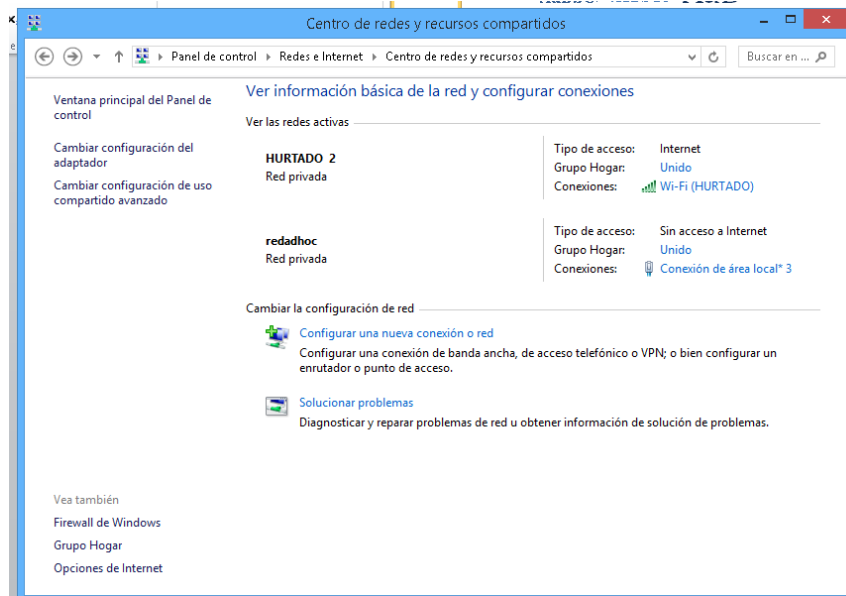 Centro de redes y recursos compartidos
Panel de control Redes e Internet Centro de redes y recursos compartidos
Buscar en ...
Ventana principal del Panel de
control
Cambiar configuración del
adaptador
Cambiar configuración de uso
compartido avanzado
Ver información básica de la red y configurar conexiones
Ver las redes activas
HURTADO 2
Red privada
Tipo de acceso: Internet
Grupo Hogar: Unido
Conexiones: Wi-Fi (HURTADO)
redadhoc
Red privada
Tipo de acceso: Sin acceso a Internet
Grupo Hogar: Unido
Conexiones: Conexión de área local* 3
Cambiar la configuración de red
Configurar una nueva conexión o red
Configurar una conexión de banda ancha, de acceso telefónico o VPN; o bien configurar un
enrutador o punto de acceso.
Solucionar problemas
Diagnosticar y reparar problemas de red u obtener información de solución de problemas.
Vea también
Firewall de Windows
Grupo Hogar
Opciones de Internet